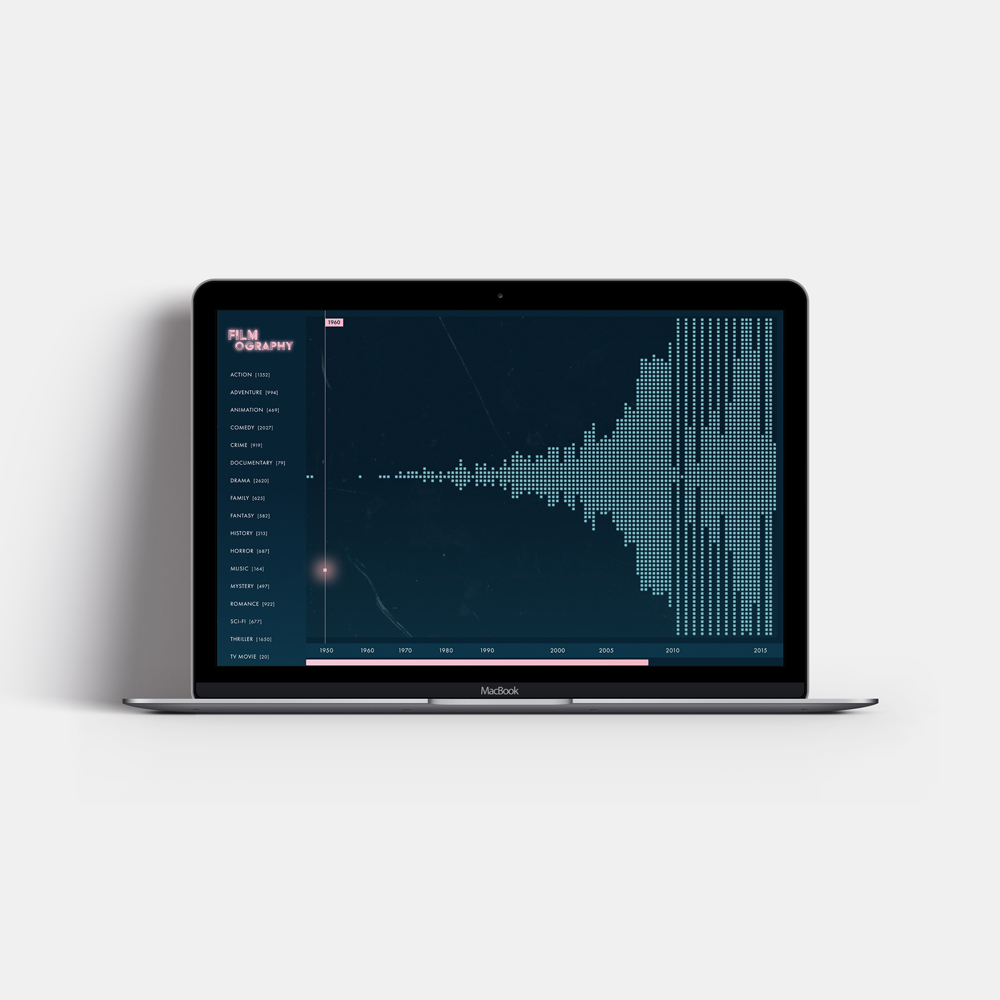 FILM
OGRAPHY
1960
ACTION [1352]
ADVENTURE [994]
ANIMATION [469]
COMEDY [2027]
CRIME [919]
DOCUMENTARY [79]
DRAMA [2620]
FAMILY [625]
FANTASY [582]
HISTORY [213]
HORROR [687]
MUSIC [164]
MYSTERY [497]
ROMANCE [922]
SCI-FI [677]
THRILLER [1650]
TV MOVIE [20]
1950 1960 1970 1980 1990 2000 2005 2010 2015
MacBook